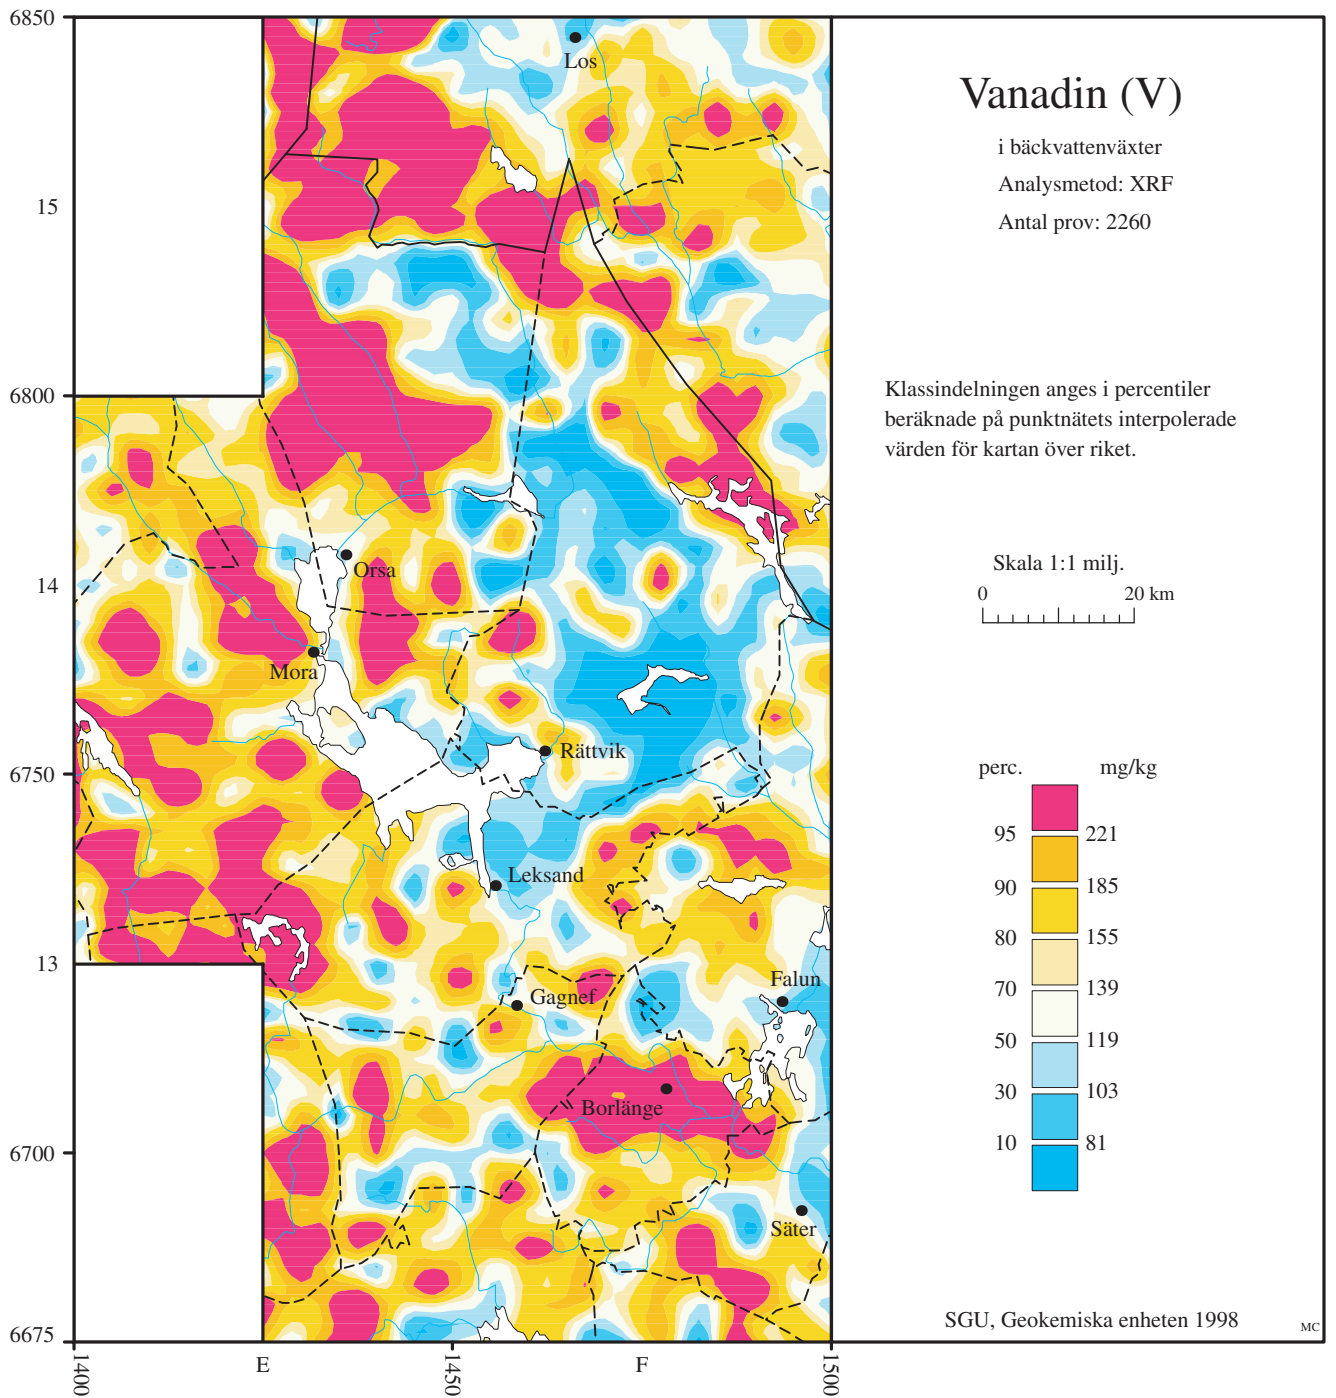 Vanadin (V)
i bäckvattenväxter
Analysmetod: XRF
Antal prov: 2260
Klassindelningen anges i percentiler
beräknade på punktnätets interpolerade
värden för kartan över riket.
Skala 1:1 milj.
0 20 km
perc. mg/kg
95 221
90 185
80 155
70 139
50 119
30 103
10 81
SGU, Geokemiska enheten 1998
MC
6850
15
6800
14
6750
13
6700
6675
1400
E
1450
F
1500
Los
Orsa
Mora
Rättvik
Leksand
Gagnef
Falun
Borlänge
Säter